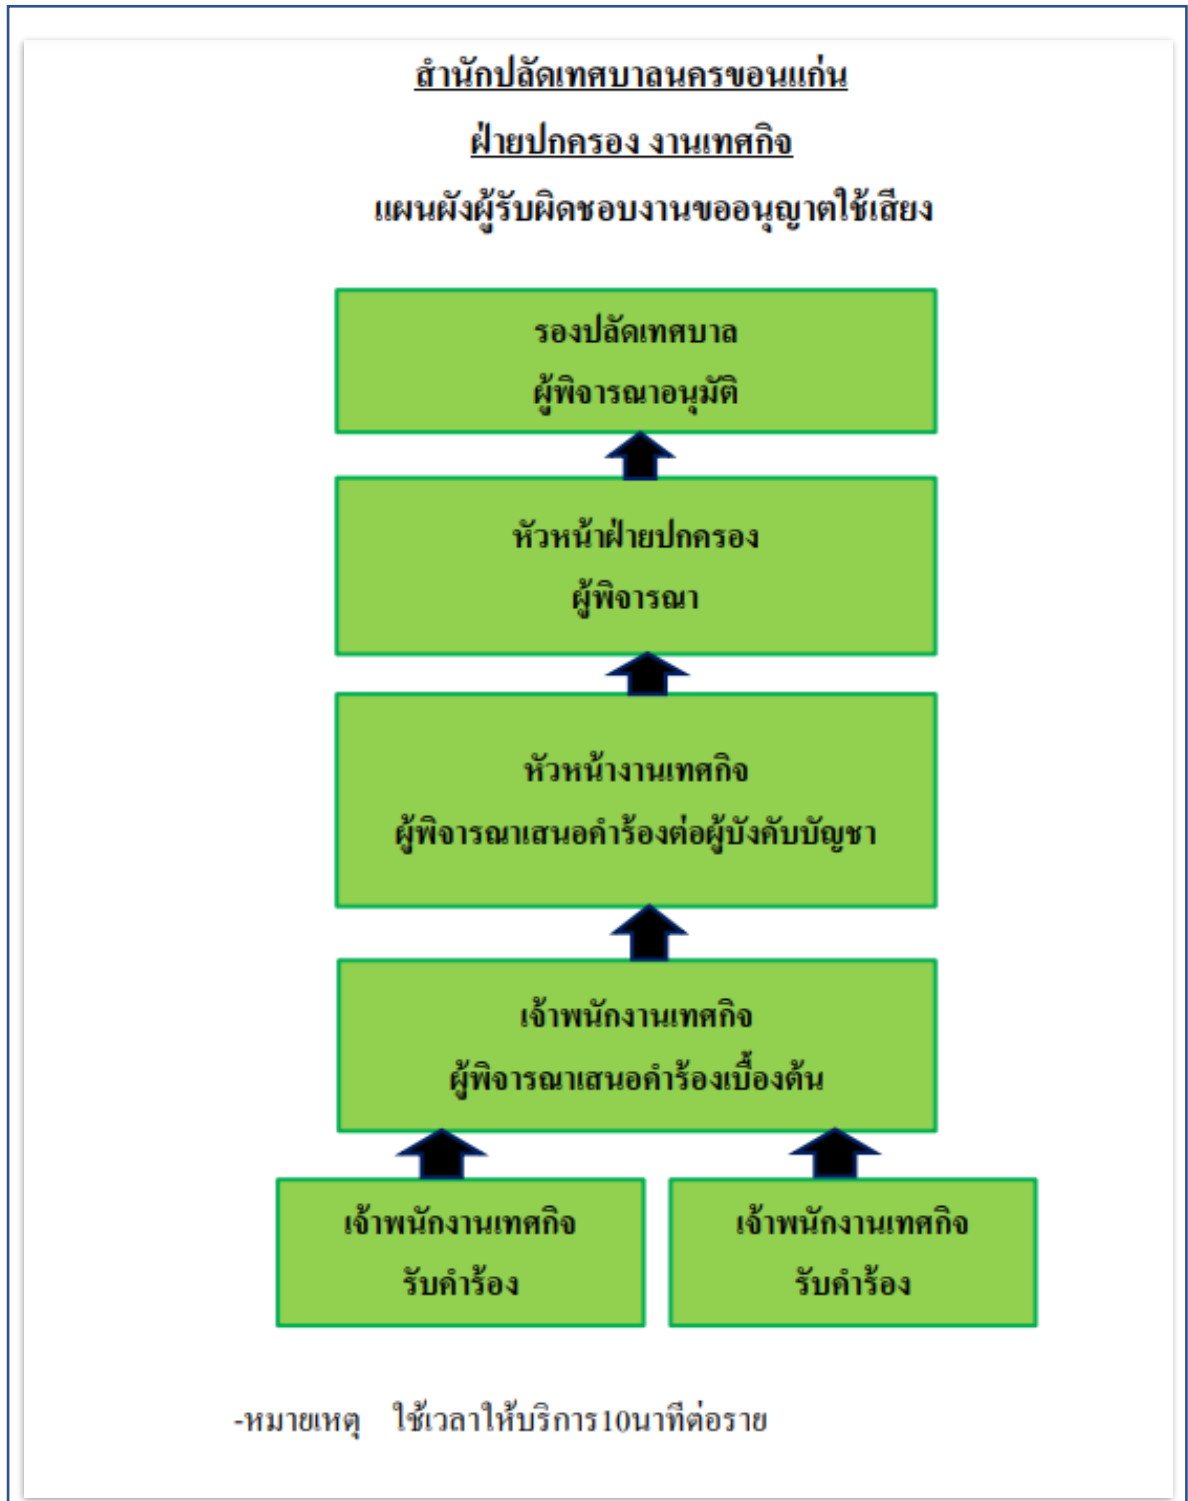 สำนักปลัดเทศบาลนครขอนแก่น
ฝ่ายปกครอง งานเทศกิจ
แผนผังผู้รับผิดชอบงานขออนุญาตใช้เสียง
รองปลัดเทศบาล
ผู้พิจารณาอนุมัติ
หัวหน้าฝ่ายปกครอง
ผู้พิจารณา
หัวหน้างานเทศกิจ
ผู้พิจารณาเสนอคำร้องต่อผู้บังคับบัญชา
เจ้าพนักงานเทศกิจ
ผู้พิจารณาเสนอคำร้องเบื้องต้น
เจ้าพนักงานเทศกิจ
รับคำร้อง
เจ้าพนักงานเทศกิจ
รับคำร้อง
-หมายเหตุ ใช้เวลาให้บริการ10นาทีต่อราย